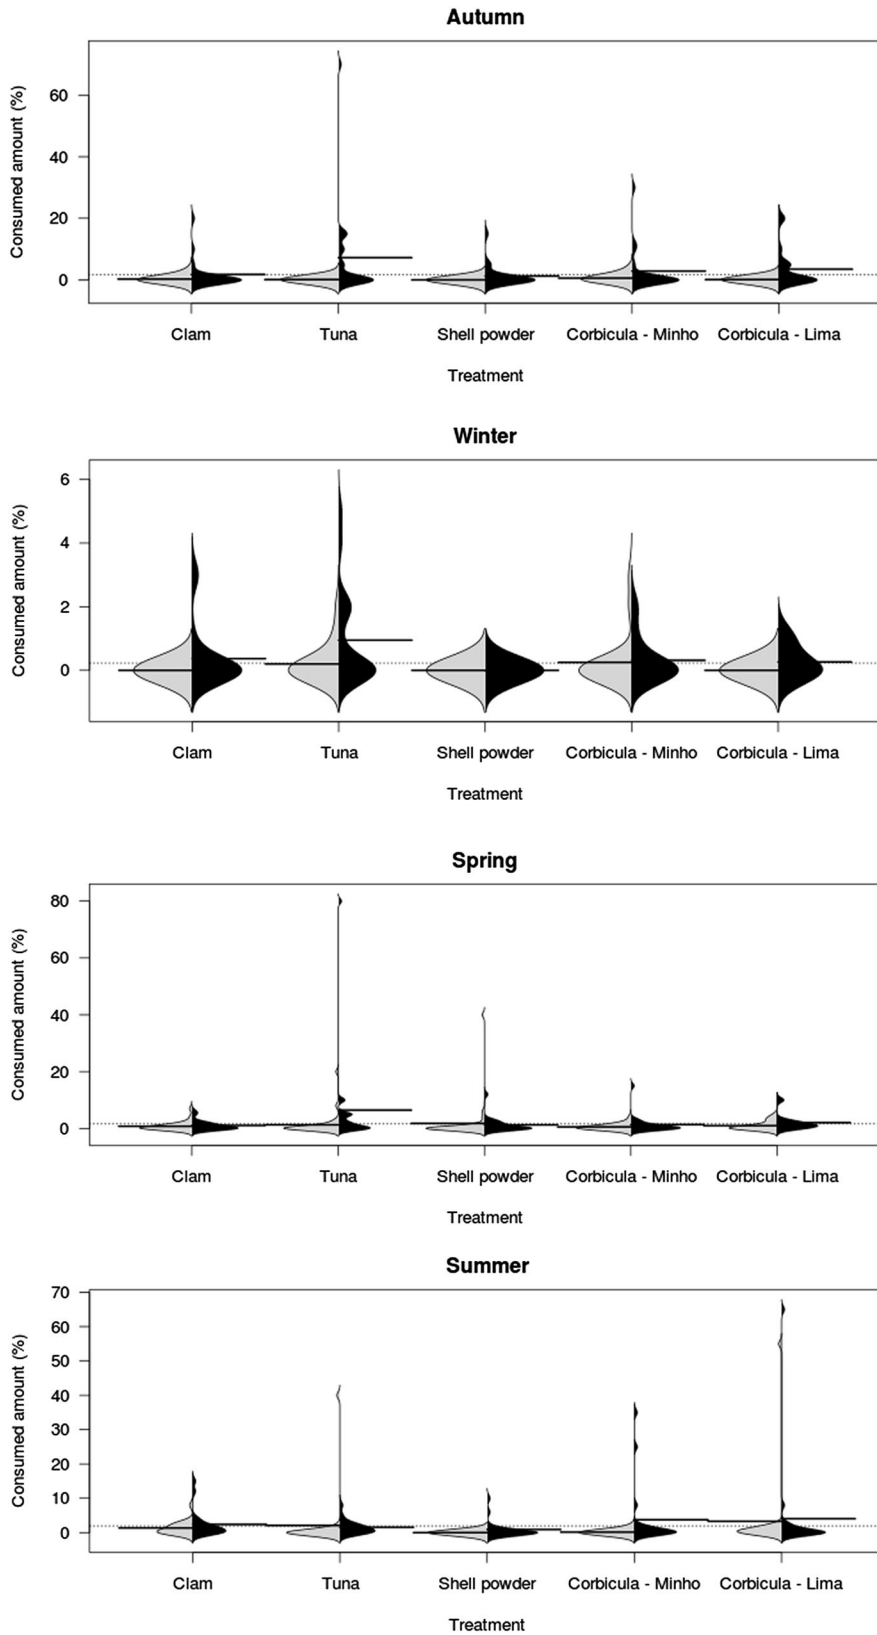 Autumn
Consumed amount (%)
60
40
20
0
Clam Tuna Shell powder Corbicula - Minho Corbicula - Lima
Treatment
Winter
Consumed amount (%)
6
4
2
0
Clam Tuna Shell powder Corbicula - Minho Corbicula - Lima
Treatment
Spring
Consumed amount (%)
80
60
40
20
0
Clam Tuna Shell powder Corbicula - Minho Corbicula - Lima
Treatment
Summer
Consumed amount (%)
70
60
50
40
30
20
10
0
Clam Tuna Shell powder Corbicula - Minho Corbicula - Lima
Treatment